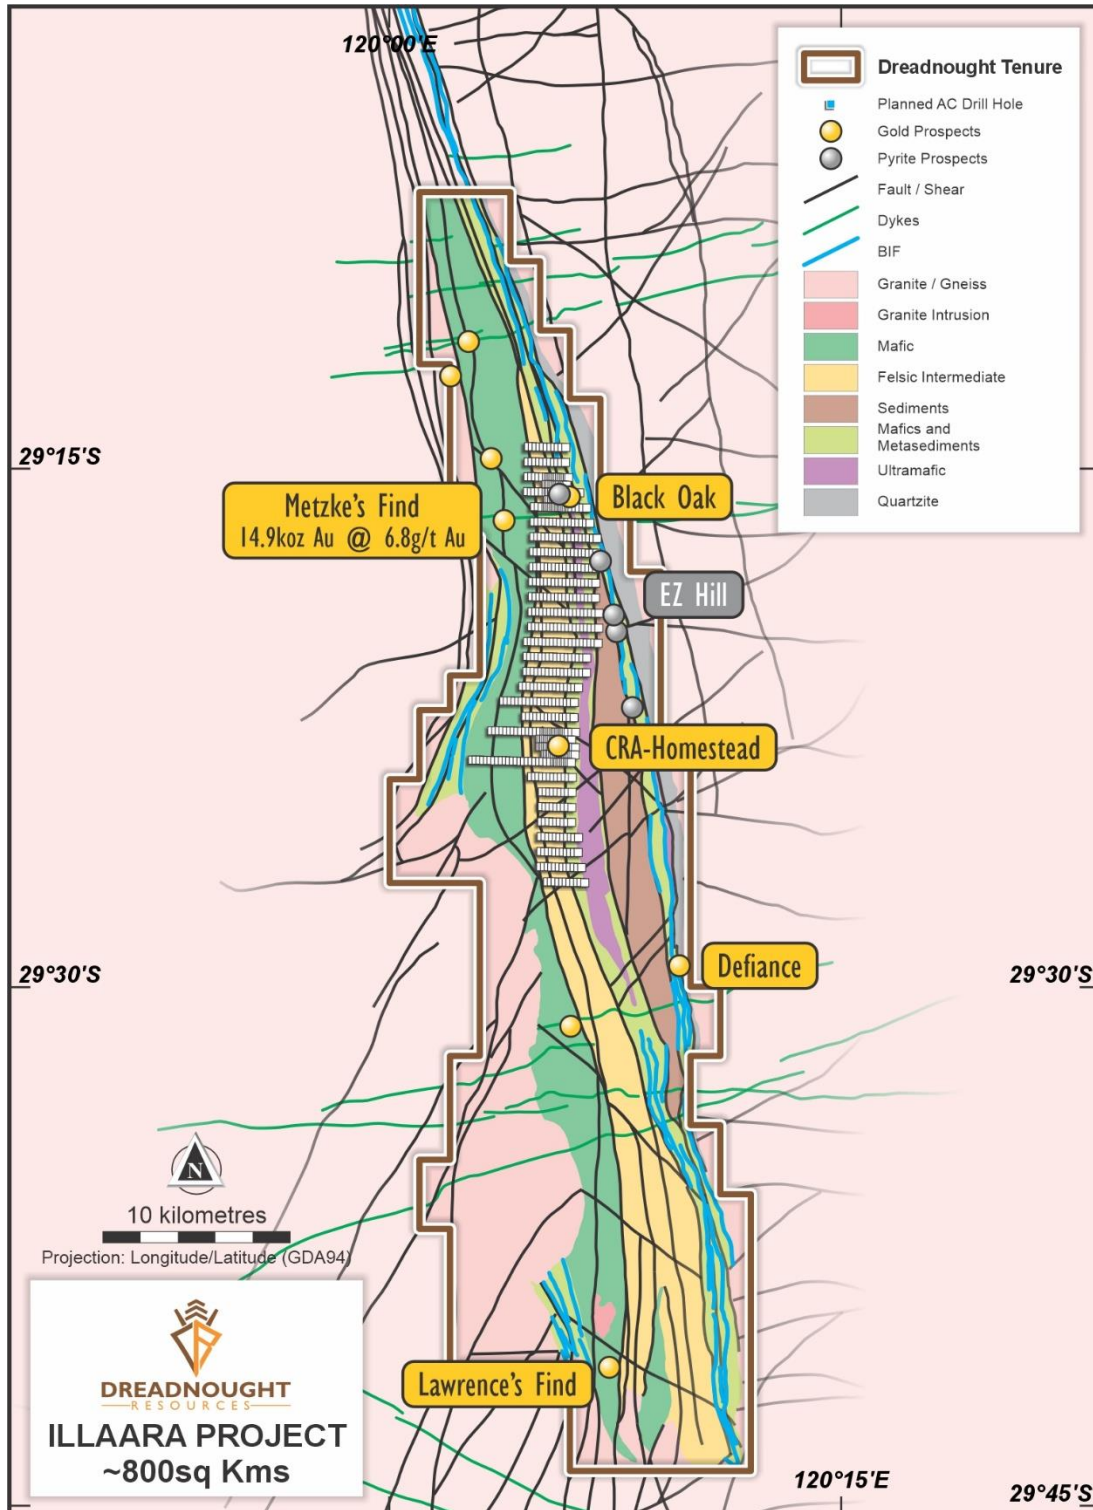 120°00'E
Dreadnought Tenure
Planned AC Drill Hole
Gold Prospects
Pyrite Prospects
Fault / Shear
Dykes
BIF
Granite / Gneiss
Granite Intrusion
Mafic
Felsic Intermediate
Sediments
Mafics and
Metasediments
Ultramafic
Quartzite
29°15'S
Metzke's Find
14.9koz Au @ 6.8g/t Au
Black Oak
EZ Hill
CRA-Homestead
Defiance
29°30'S
29°30'S
N
10 kilometres
Projection: Longitude/Latitude (GDA94)
DREADNOUGHT
RESOURCES
ILLAARA PROJECT
~800sq Kms
Lawrence's Find
120°15'E
29°45'S